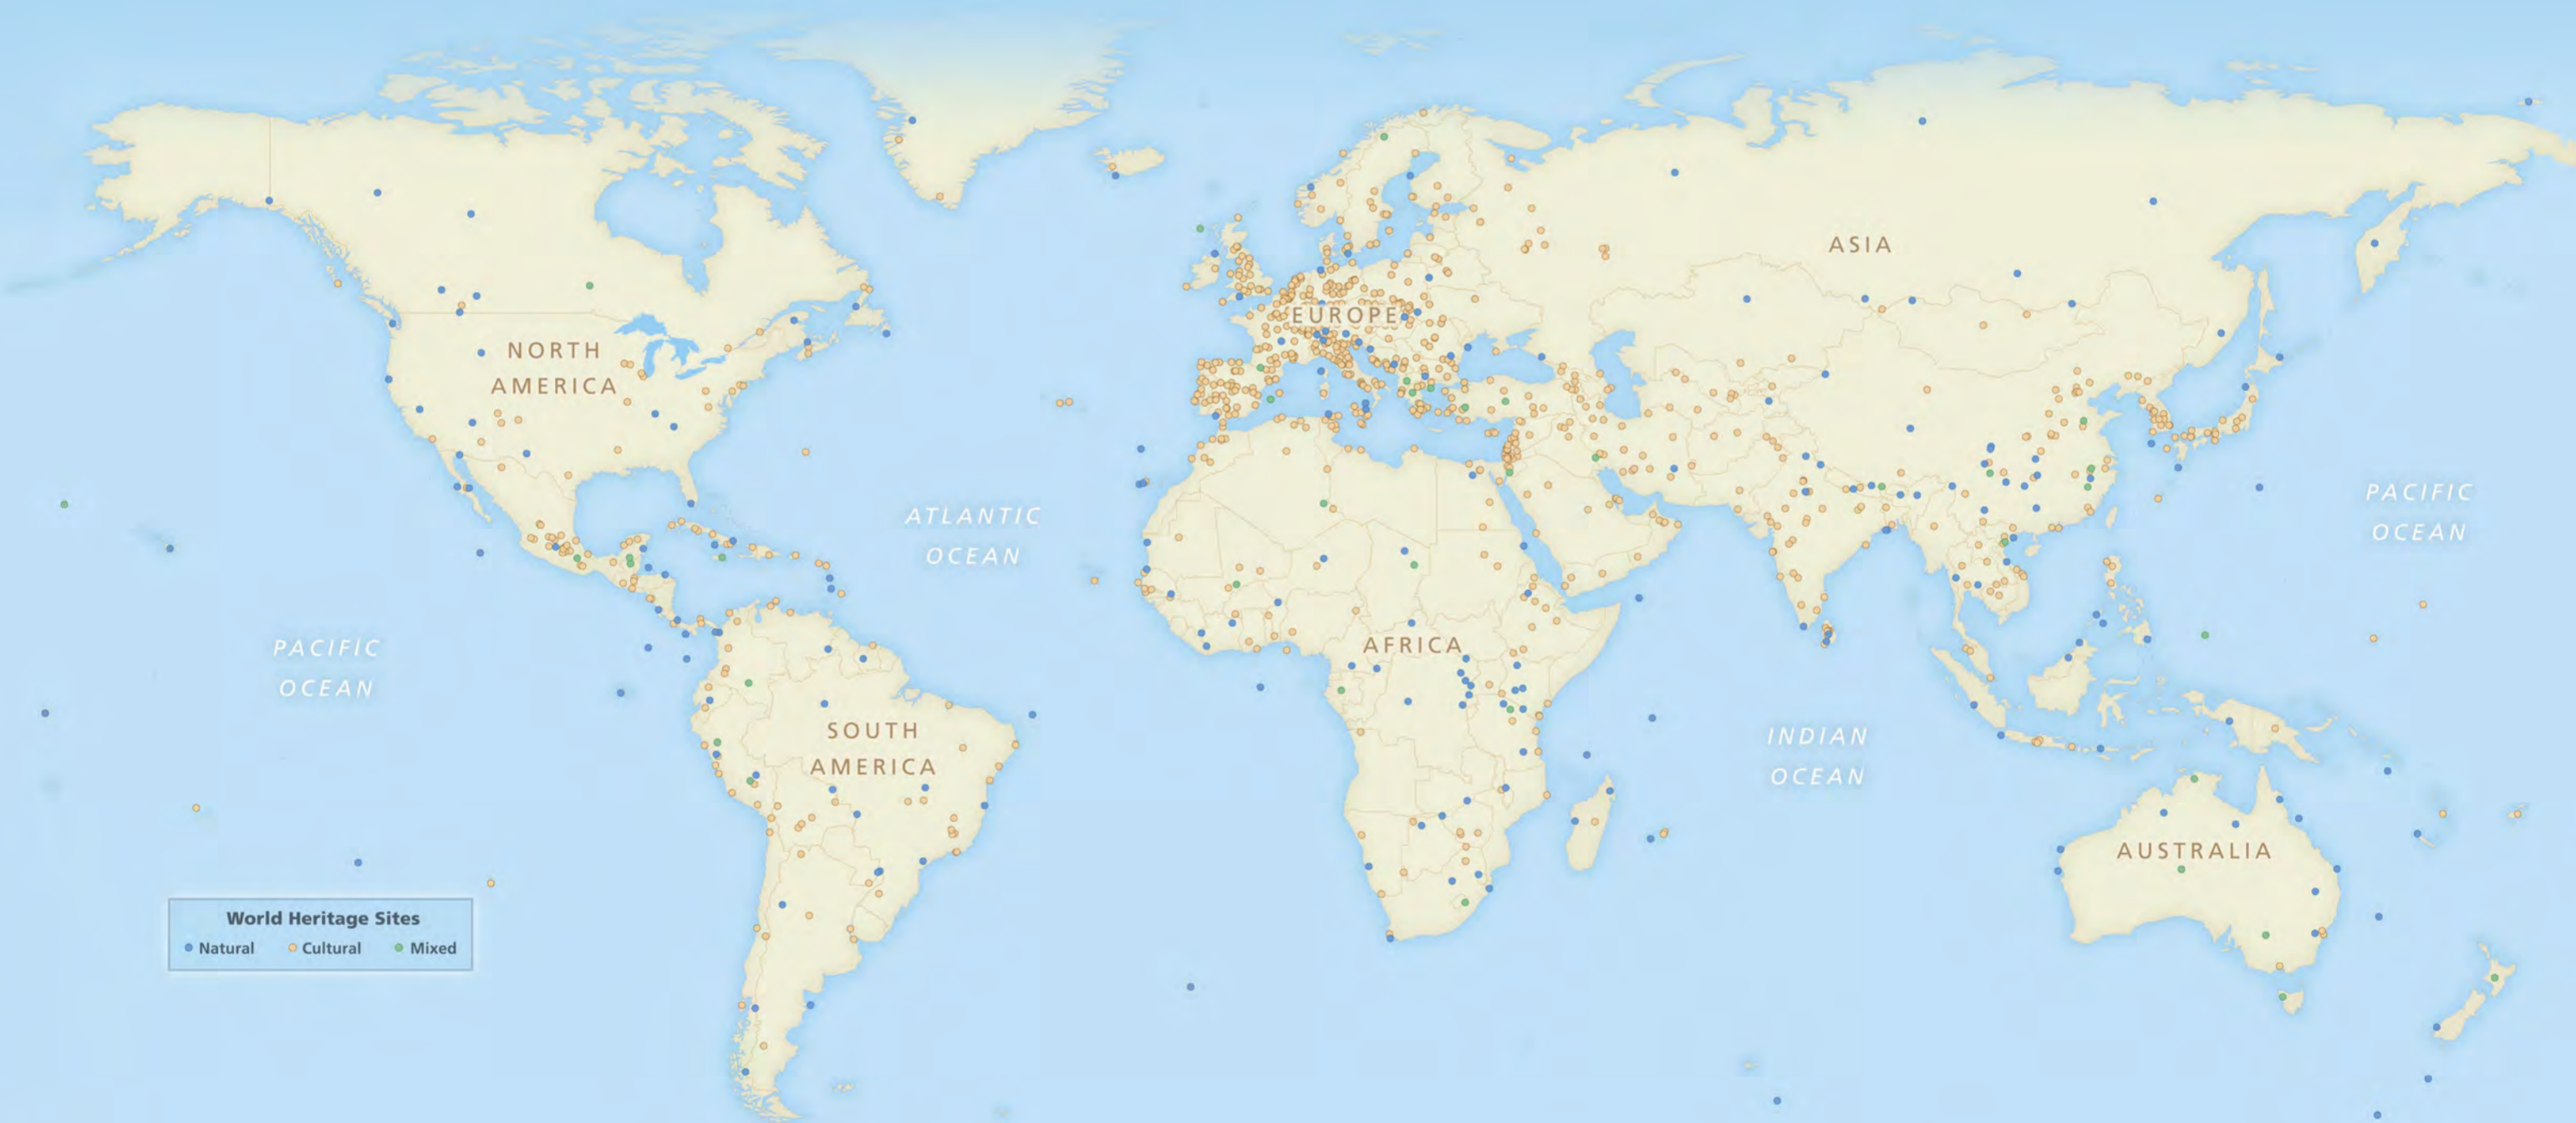 ASIA
EUROPE
NORTH
AMERICA
ATLANTIC
OCEAN
PACIFIC
OCEAN
PACIFIC
OCEAN
AFRICA
SOUTH
AMERICA
INDIAN
OCEAN
AUSTRALIA
World Heritage Sites
Natural Cultural Mixed